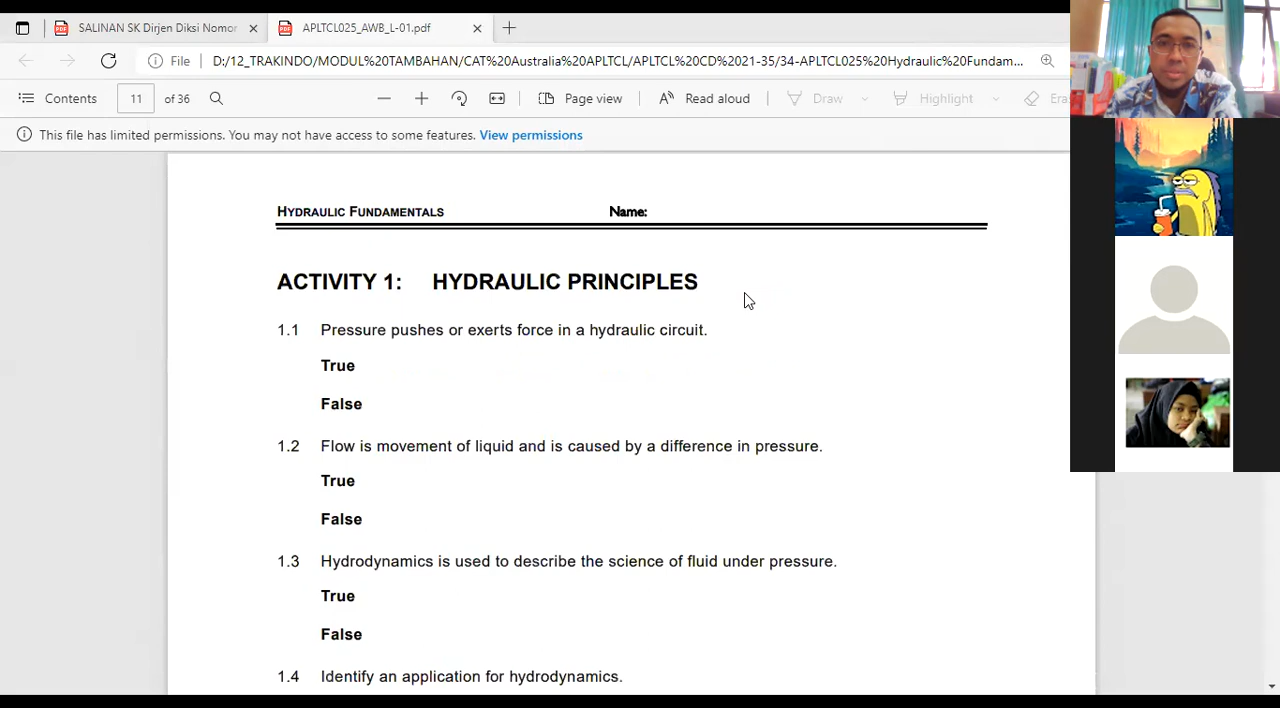 SALINAN SK Dirjen Diksi Nomor
APLTCL025_AWB_L-01.pdf
File
D:/12_TRAKINDO/MODUL%20TAMBAHAN/CAT%20Australia%20APLTCL/APLTCL%20CD%2021-35/34-APLTCL025%20Hydraulic%20Fundam...
Contents
11
of 36
Page view
Read aloud
Draw
Highlight
Era
This file has limited permissions. You may not have access to some features. View permissions
HYDRAULIC FUNDAMENTALS Name:
ACTIVITY 1: HYDRAULIC PRINCIPLES
1.1 Pressure pushes or exerts force in a hydraulic circuit.
True
False
1.2 Flow is movement of liquid and is caused by a difference in pressure.
True
False
1.3 Hydrodynamics is used to describe the science of fluid under pressure.
True
False
1.4 Identify an application for hydrodynamics.